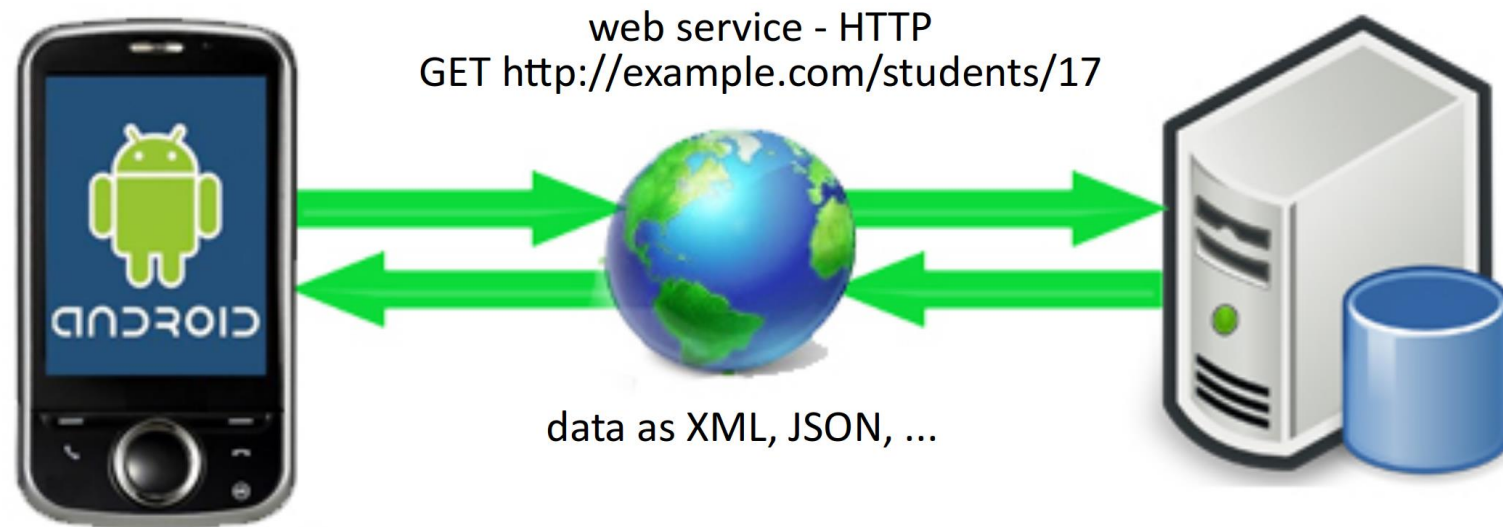 web service - HTTP
GET http://example.com/students/17
ANDROID
data as XML, JSON, ...